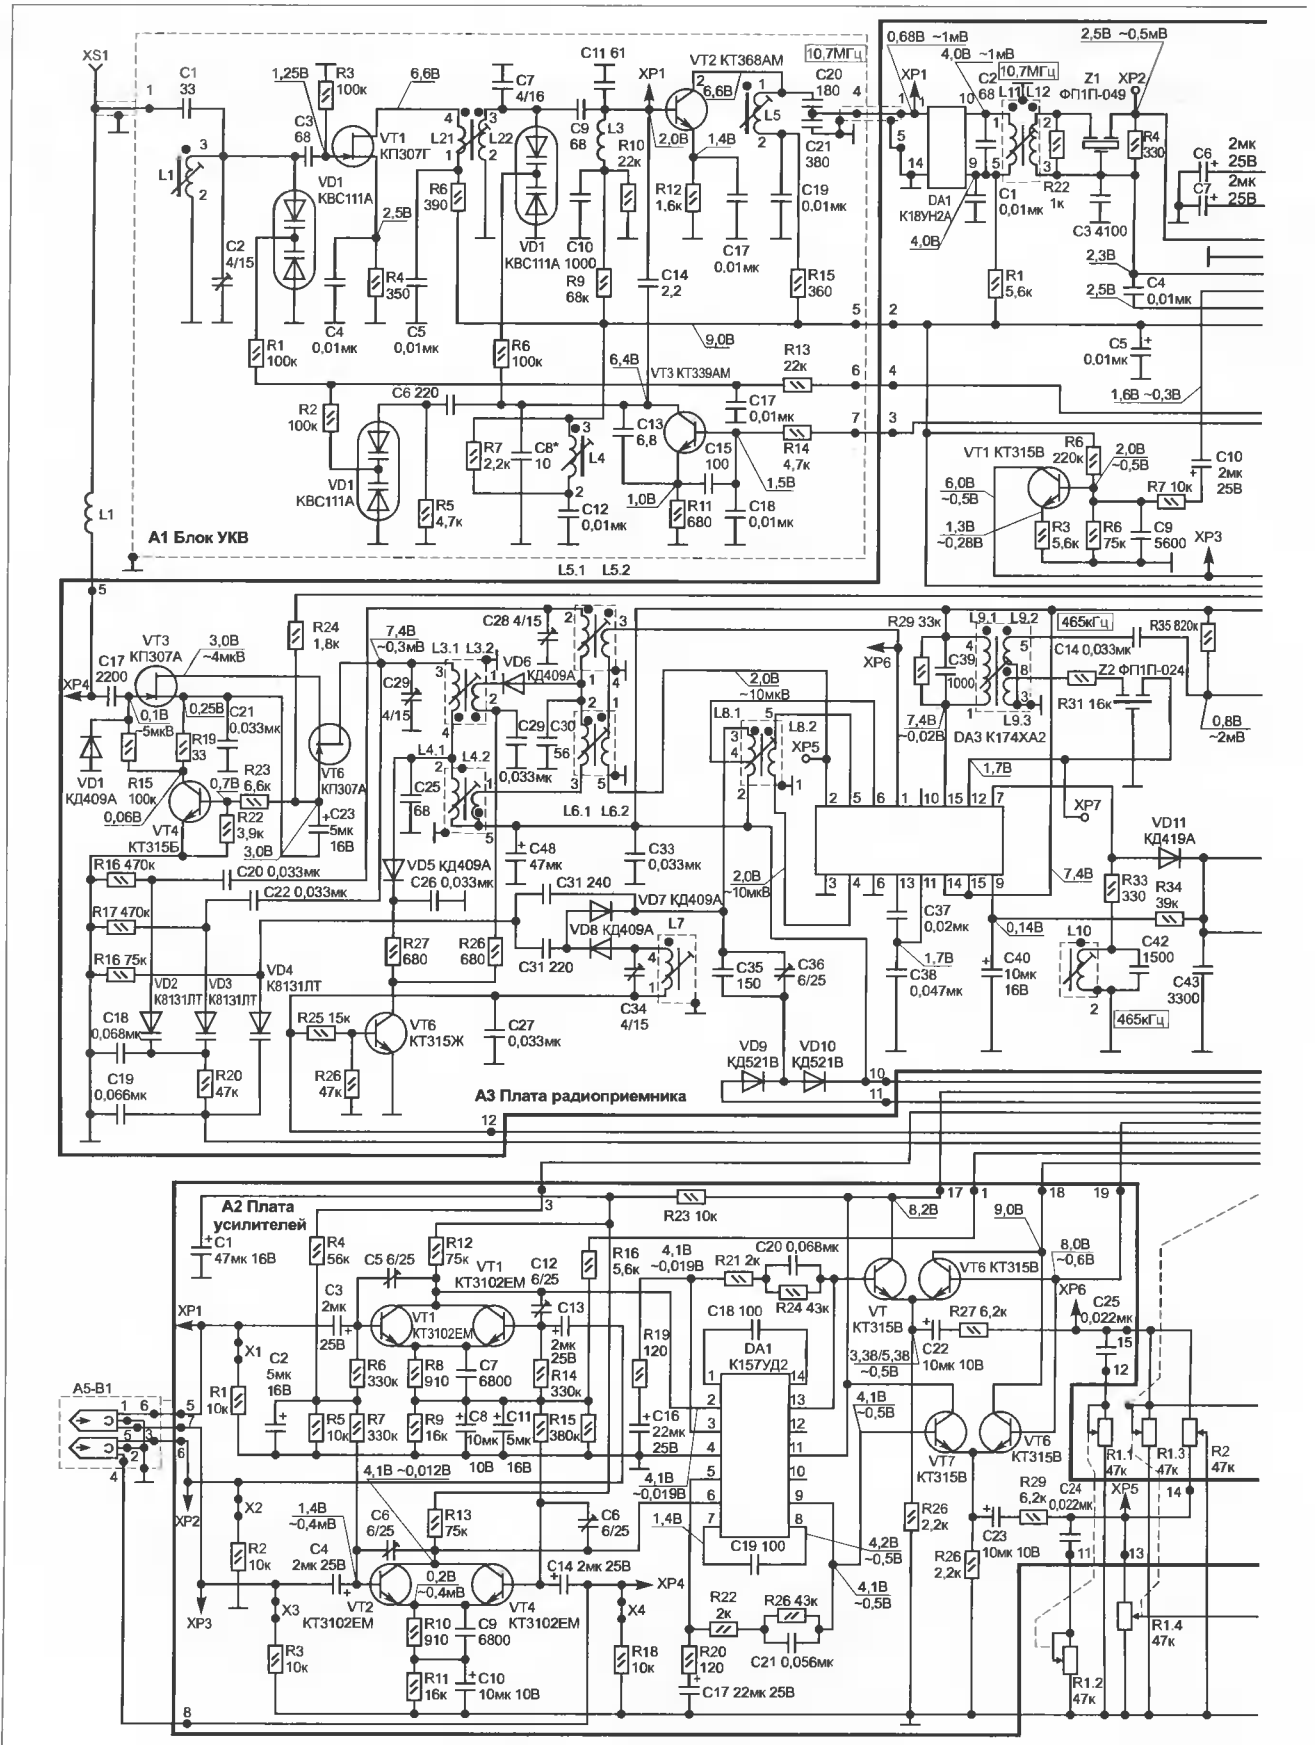 XS1
1
C1
33
1,25В
R3
100к
6,6В
C7
4/16
C11 61
XP1
VT2 КТ368АМ
10,7МГц
C20
180
0,68В ~1мВ
4,0В ~1мВ
XP1
C2
68
10,7МГц
L11 L12
2,5В ~0,5мВ
Z1
ФП1П-049
XP2
C3
68
VT1
КП307Г
L21
L22
C9
68
L3
R10
22к
2,0В
6,6В
1,4В
L5
C21
380
R4
330
C6
2мк
25В
C7
2мк
25В
L1
VD1
КВС111А
R6
390
VD1
КВС111А
R12
1,6к
C19
0,01мк
DA1
К18УН2А
C1
0,01мк
R22
1к
C3 4100
C2
4/15
2,5В
R4
350
C10
1000
R9
68к
C14
2,2
C17
0,01мк
R15
360
4,0В
R1
5,6к
2,3В
2,5В
C4
0,01мк
C4
0,01мк
C5
0,01мк
R1
100к
R6
100к
6,4В
9,0В
VT3 КТ339АМ
R13
22к
C5
0,01мк
1,6В ~0,3В
C6 220
R2
100к
VD1
КВС111А
R5
4,7к
R7
2,2к
C8*
10
L4
C13
6,8
C15
100
C17
0,01мк
R14
4,7к
1,5В
1,0В
R11
680
C18
0,01мк
C12
0,01мк
VT1 КТ315В
R6
220к
2,0В
~0,5В
C10
2мк
25В
R7 10к
6,0В
~0,5В
1,3В
~0,28В
R3
5,6к
R6
75к
C9
5600
XP3
L1
А1 Блок УКВ
L5.1 L5.2
5
R24
1,8к
VT3
КП307А
3,0В
~4мкВ
7,4В
~0,3мВ
L3.1 L3.2
C28 4/15
VD6
КД409А
R29 33к
L9.1 L9.2
465кГц
R35 820к
C17
2200
XP4
0,1В
~5мкВ
0,25В
C21
0,033мк
C29
4/15
XP6
C39
1000
C14 0,033мк
Z2 ФП1П-024
R31 16к
2,0В
~10мкВ
L8.1
L8.2
XP5
7,4В
~0,02В
L9.3
DA3 К174ХА2
0,8В
~2мВ
VD1
КД409А
R15
100к
R19
33
0,7В
R23
6,6к
VT6
КП307А
L4.1
L4.2
C29
0,033мк
C30
56
C25
68
1,7В
XP7
0,06В
VT4
КТ315Б
R22
3,9к
3,0В
C23
5мк
16В
L6.1 L6.2
VD11
КД419А
R16 470к
C20 0,033мк
VD5 КД409А
C48
47мк
C33
0,033мк
2,0В
~10мкВ
7,4В
R33
330
R34
39к
C22 0,033мк
C26 0,033мк
C31 240
VD7 КД409А
R17 470к
VD8 КД409А
L7
C37
0,02мк
0,14В
L10
R16 75к
R27
680
R26
680
C31 220
C35
150
C36
6/25
1,7В
C38
0,047мк
C40
10мк
16В
C42
1500
C43
3300
VD2
К8131ЛТ
VD3
К8131ЛТ
VD4
К8131ЛТ
C34
4/15
465кГц
C18
0,068мк
R25 15к
VT6
КТ315Ж
C27
0,033мк
VD9
КД521В
VD10
КД521В
10
11
C19
0,066мк
R20
47к
R26
47к
А3 Плата радиоприемника
12
А2 Плата
усилителей
3
17
1
18
19
R23 10к
8,2В
9,0В
C1
47мк 16В
R4
56к
C5 6/25
R12
75к
VT1
КТ3102ЕМ
C12
6/25
R16
5,6к
4,1В
~0,019В
R21 2к
C20 0,068мк
R24 43к
VT6 КТ315В
8,0В
~0,6В
XP1
C3
2мк
25В
VT1
КТ3102ЕМ
C13
2мк
25В
C18 100
VT
КТ315В
R27 6,2к
XP6
C25
0,022мк
X1
C2
5мк
16В
R6
330к
R8
910
C7
6800
R14
330к
R19
120
DA1
К157УД2
3,38/5,38
~0,5В
C22
10мк 10В
15
12
А5-В1
R1
10к
R5
10к
R7
330к
R9
16к
C8
10мк
10В
C11
5мк
16В
R15
380к
C16
22мк
25В
4,1В
~0,5В
VT7
КТ315В
VT6
КТ315В
R1.1
47к
R1.3
47к
R2
47к
XP2
X2
4,1В ~0,012В
4,1В
~0,019В
R29
6,2к
C24
0,022мк
XP5
14
1,4В
~0,4мВ
C6
6/25
R13
75к
C6
6/25
1,4В
C19 100
4,2В
~0,5В
R26
2,2к
C23
10мк 10В
11
13
R2
10к
C4
2мк 25В
0,2В
~0,4мВ
C14 2мк 25В
XP4
4,1В
~0,5В
R26
2,2к
XP3
X3
VT2
КТ3102ЕМ
VT4
КТ3102ЕМ
X4
R22
2к
R26 43к
R1.4
47к
R3
10к
R10
910
C9
6800
R18
10к
R20
120
C21 0,056мк
R11
16к
C10
10мк 10В
C17 22мк 25В
R1.2
47к
8